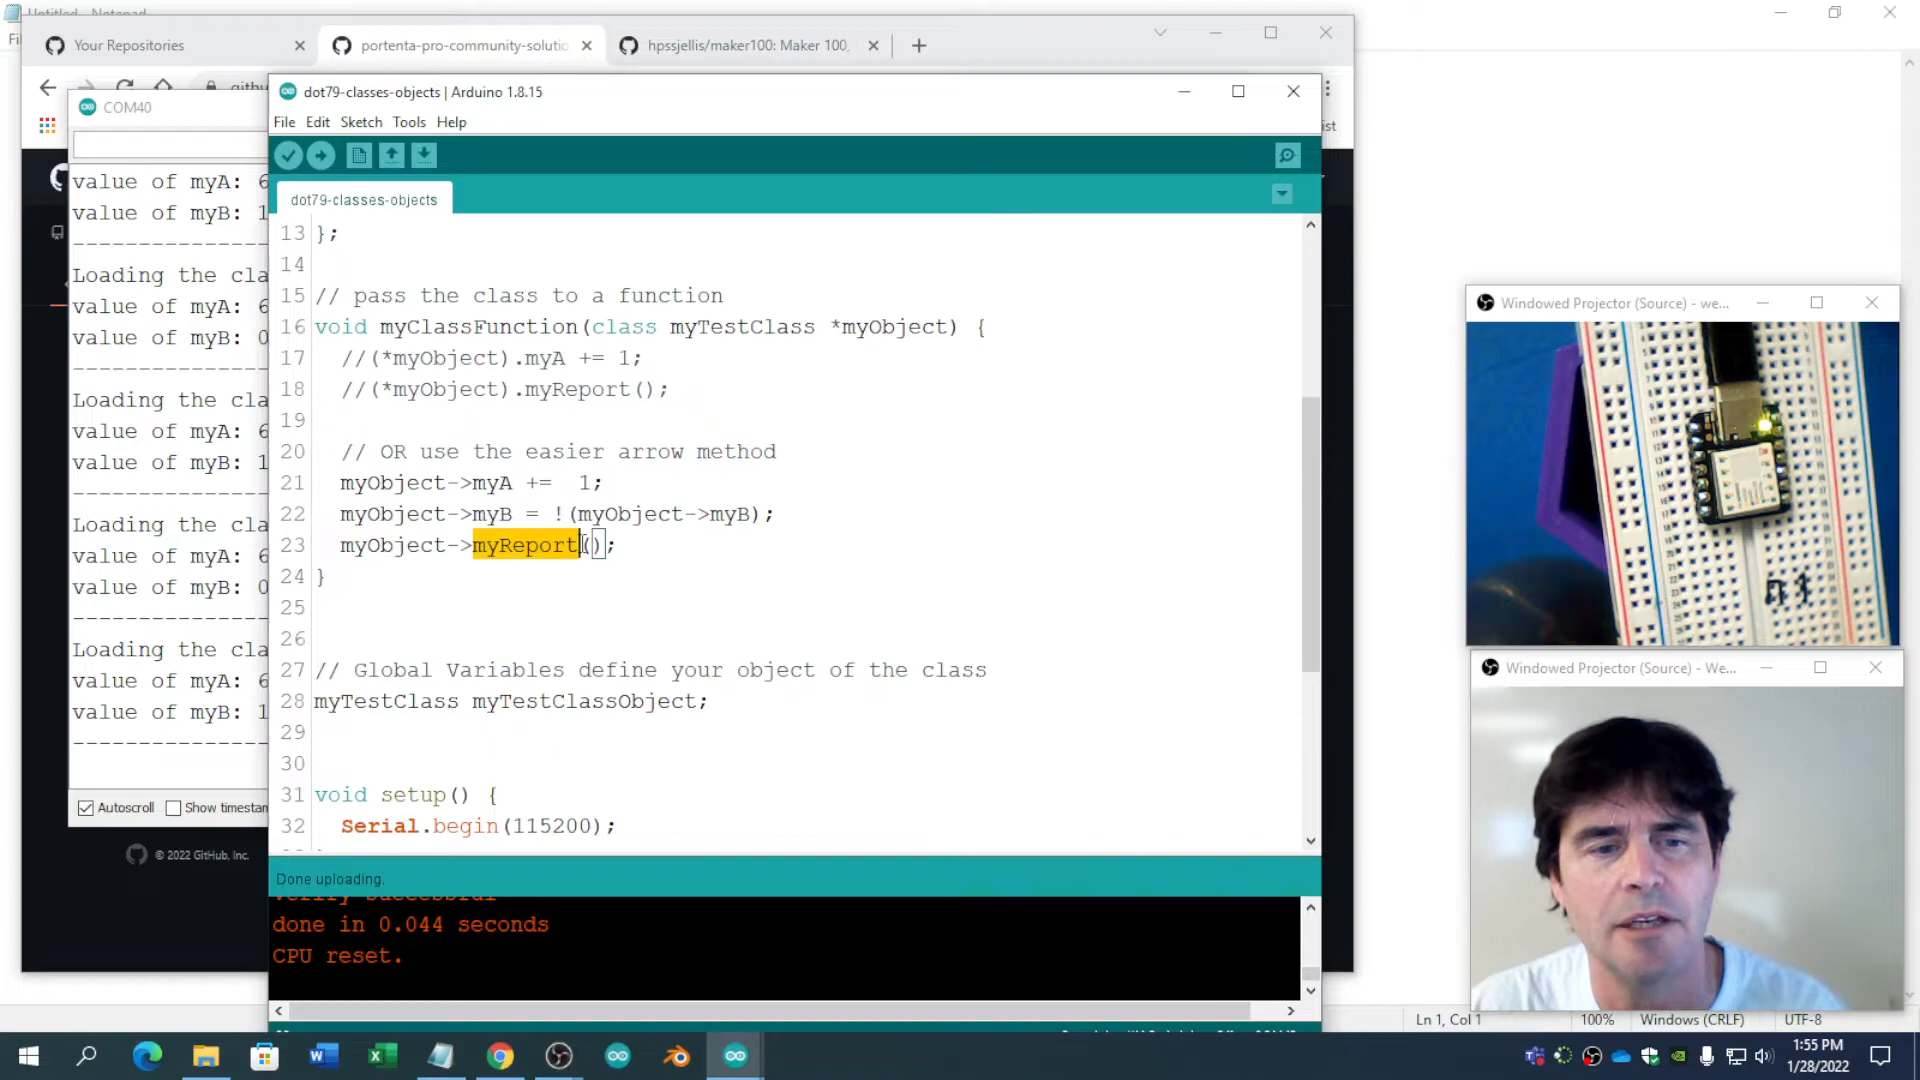 Untitled - Notepad
Your Repositories
portenta-pro-community-solutio
hpssjellis/maker100: Maker 100,
COM40
dot79-classes-objects | Arduino 1.8.15
File Edit Sketch Tools Help
dot79-classes-objects
value of myA: 6
value of myB: 1
-----------------
Loading the cla
value of myA: 6
value of myB: 0
-----------------
Loading the cla
value of myA: 6
value of myB: 1
-----------------
Loading the cla
value of myA: 6
value of myB: 0
-----------------
Loading the cla
value of myA: 6
value of myB: 1
-----------------
Autoscroll Show timestam
© 2022 GitHub, Inc.
13 };
14
15 // pass the class to a function
16 void myClassFunction(class myTestClass *myObject) {
17 //(*myObject).myA += 1;
18 //(*myObject).myReport();
19
20 // OR use the easier arrow method
21 myObject->myA += 1;
22 myObject->myB = !(myObject->myB);
23 myObject->myReport();
24 }
25
26
27 // Global Variables define your object of the class
28 myTestClass myTestClassObject;
29
30
31 void setup() {
32 Serial.begin(115200);
Done uploading.
Verify successful
done in 0.044 seconds
CPU reset.
Windowed Projector (Source) - we...
n1
Windowed Projector (Source) - We...
Ln 1, Col 1 100% Windows (CRLF) UTF-8
1:55 PM
1/28/2022